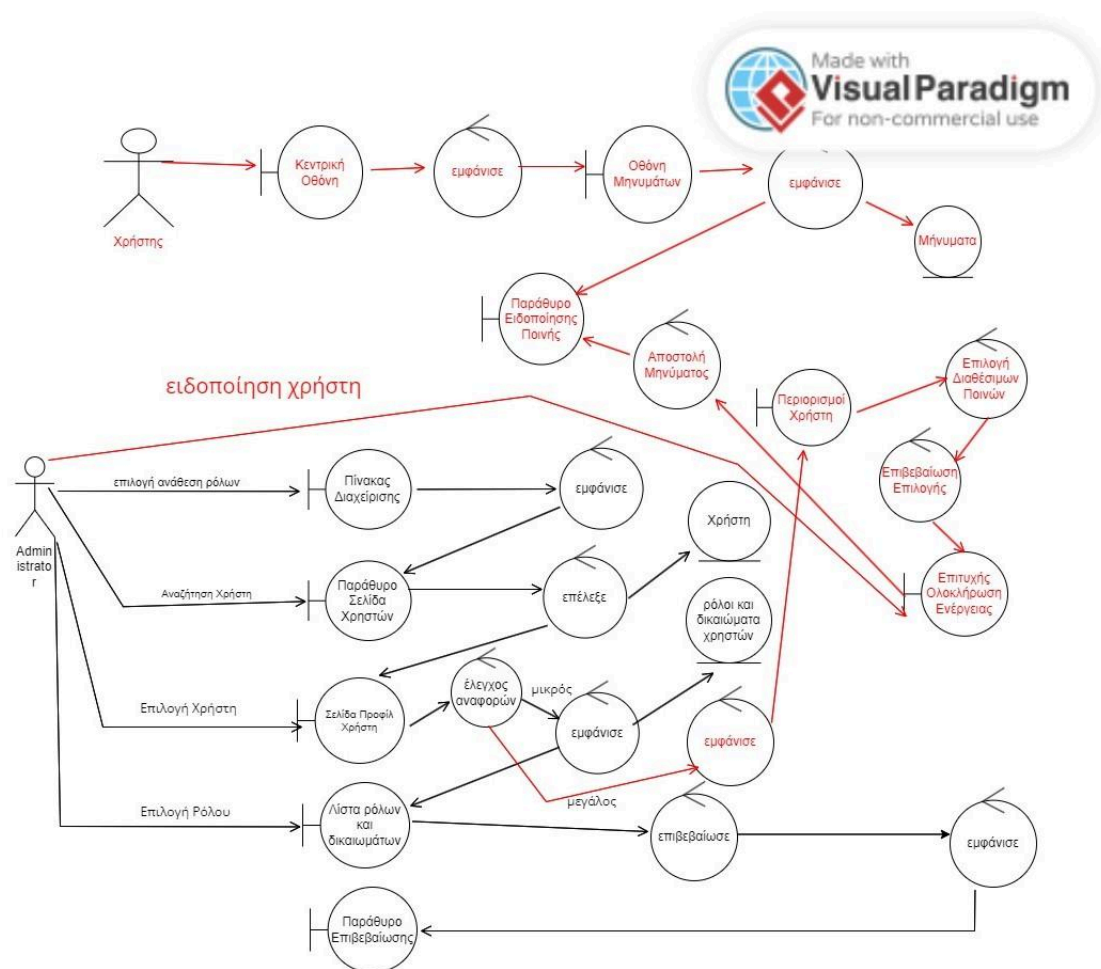 Made with
Visual Paradigm
For non-commercial use
Κεντρική
Οθόνη
εμφάνισε
Οθόνη
Μηνυμάτων
εμφάνισε
Χρήστης
Μήνυματα
Παράθυρο
Ειδοποίησης
Ποινής
Αποστολή
Μηνύματος
Επιλογή
Διαθέσιμων
Ποινών
Περιορισμοί
Χρήστη
ειδοποίηση χρήστη
Επιβεβαίωση
Επιλογής
επιλογή ανάθεση ρόλων
Πίνακας
Διαχείρισης
εμφάνισε
Χρήστη
Admin
istrato
r
Αναζήτηση Χρήστη
Παράθυρο
Σελίδα
Χρηστών
επέλεξε
Επιτυχής
Ολοκλήρωση
Ενέργειας
ρόλοι και
δικαιώματα
χρηστών
Επιλογή Χρήστη
Σελίδα Προφίλ
Χρήστη
έλεγχος
αναφορών
μικρός
εμφάνισε
εμφάνισε
μεγάλος
Επιλογή Ρόλου
Λίστα ρόλων
και
δικαιωμάτων
επιβεβαίωσε
εμφάνισε
Παράθυρο
Επιβεβαίωσης